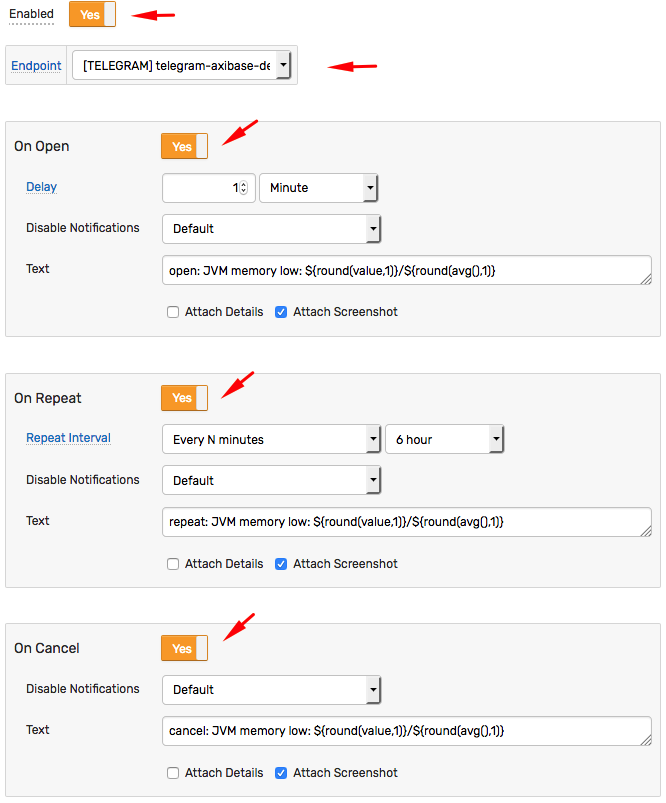 Enabled Yes
Endpoint [TELEGRAM] telegram-axibase-de
On Open Yes
Delay 1 Minute
Disable Notifications Default
Text open: JVM memory low: ${round(value,1)}/${round(avg(),1)}
Attach Details Attach Screenshot
On Repeat Yes
Repeat Interval Every N minutes 6 hour
Disable Notifications Default
Text repeat: JVM memory low: ${round(value,1)}/${round(avg(),1)}
Attach Details Attach Screenshot
On Cancel Yes
Disable Notifications Default
Text cancel: JVM memory low: ${round(value,1)}/${round(avg(),1)}
Attach Details Attach Screenshot